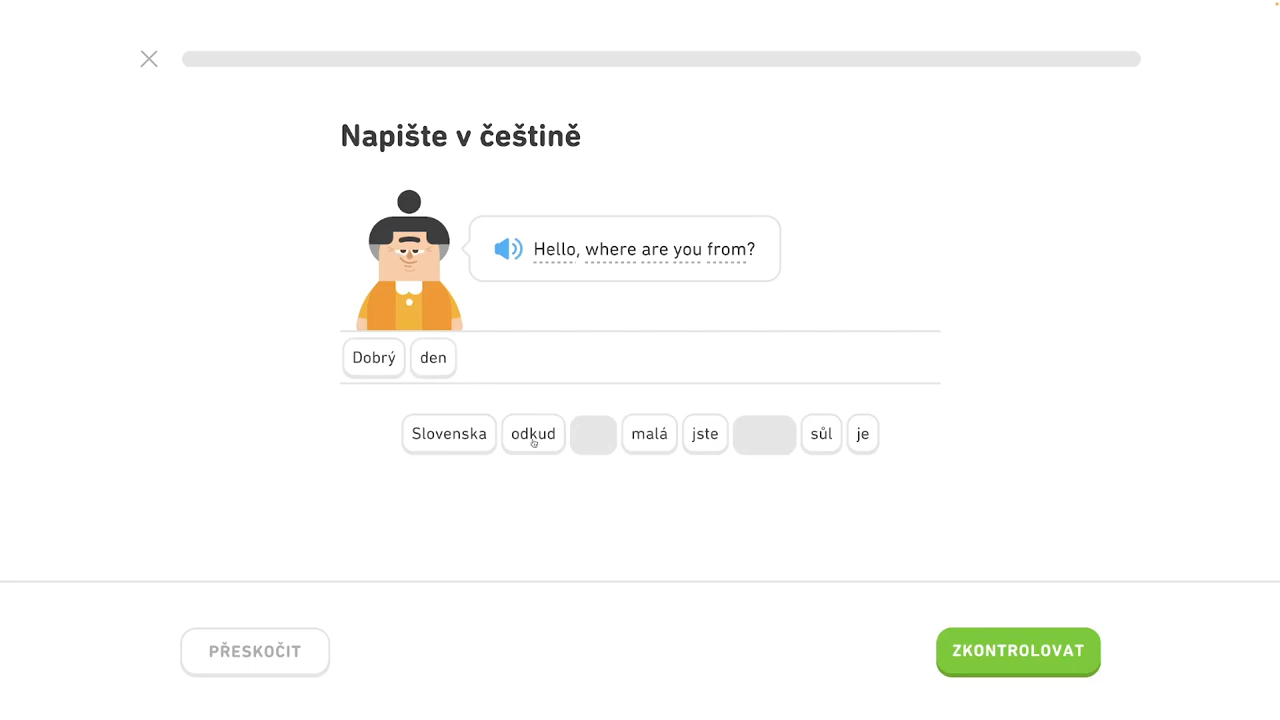 Napište v češtině
Hello, where are you from?
Dobrý den
Slovenska odkud malá jste sůl je
PŘESKOČIT ZKONTROLOVAT